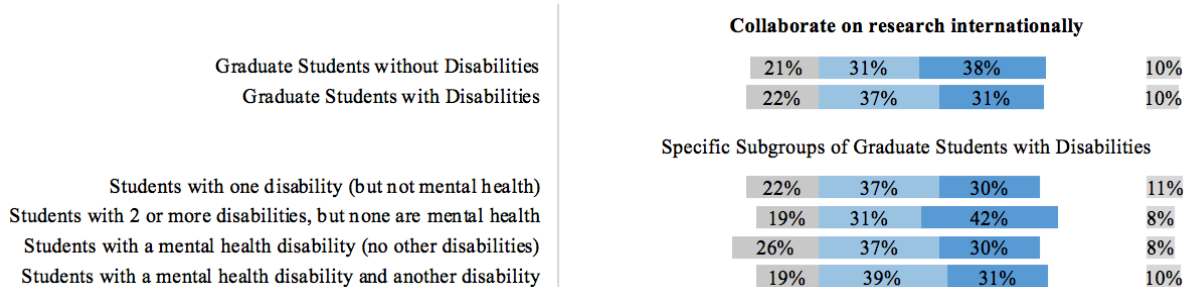 Collaborate on research internationally
Graduate Students without Disabilities 21% 31% 38% 10%
Graduate Students with Disabilities 22% 37% 31% 10%
Specific Subgroups of Graduate Students with Disabilities
Students with one disability (but not mental health) 22% 37% 30% 11%
Students with 2 or more disabilities, but none are mental health 19% 31% 42% 8%
Students with a mental health disability (no other disabilities) 26% 37% 30% 8%
Students with a mental health disability and another disability 19% 39% 31% 10%